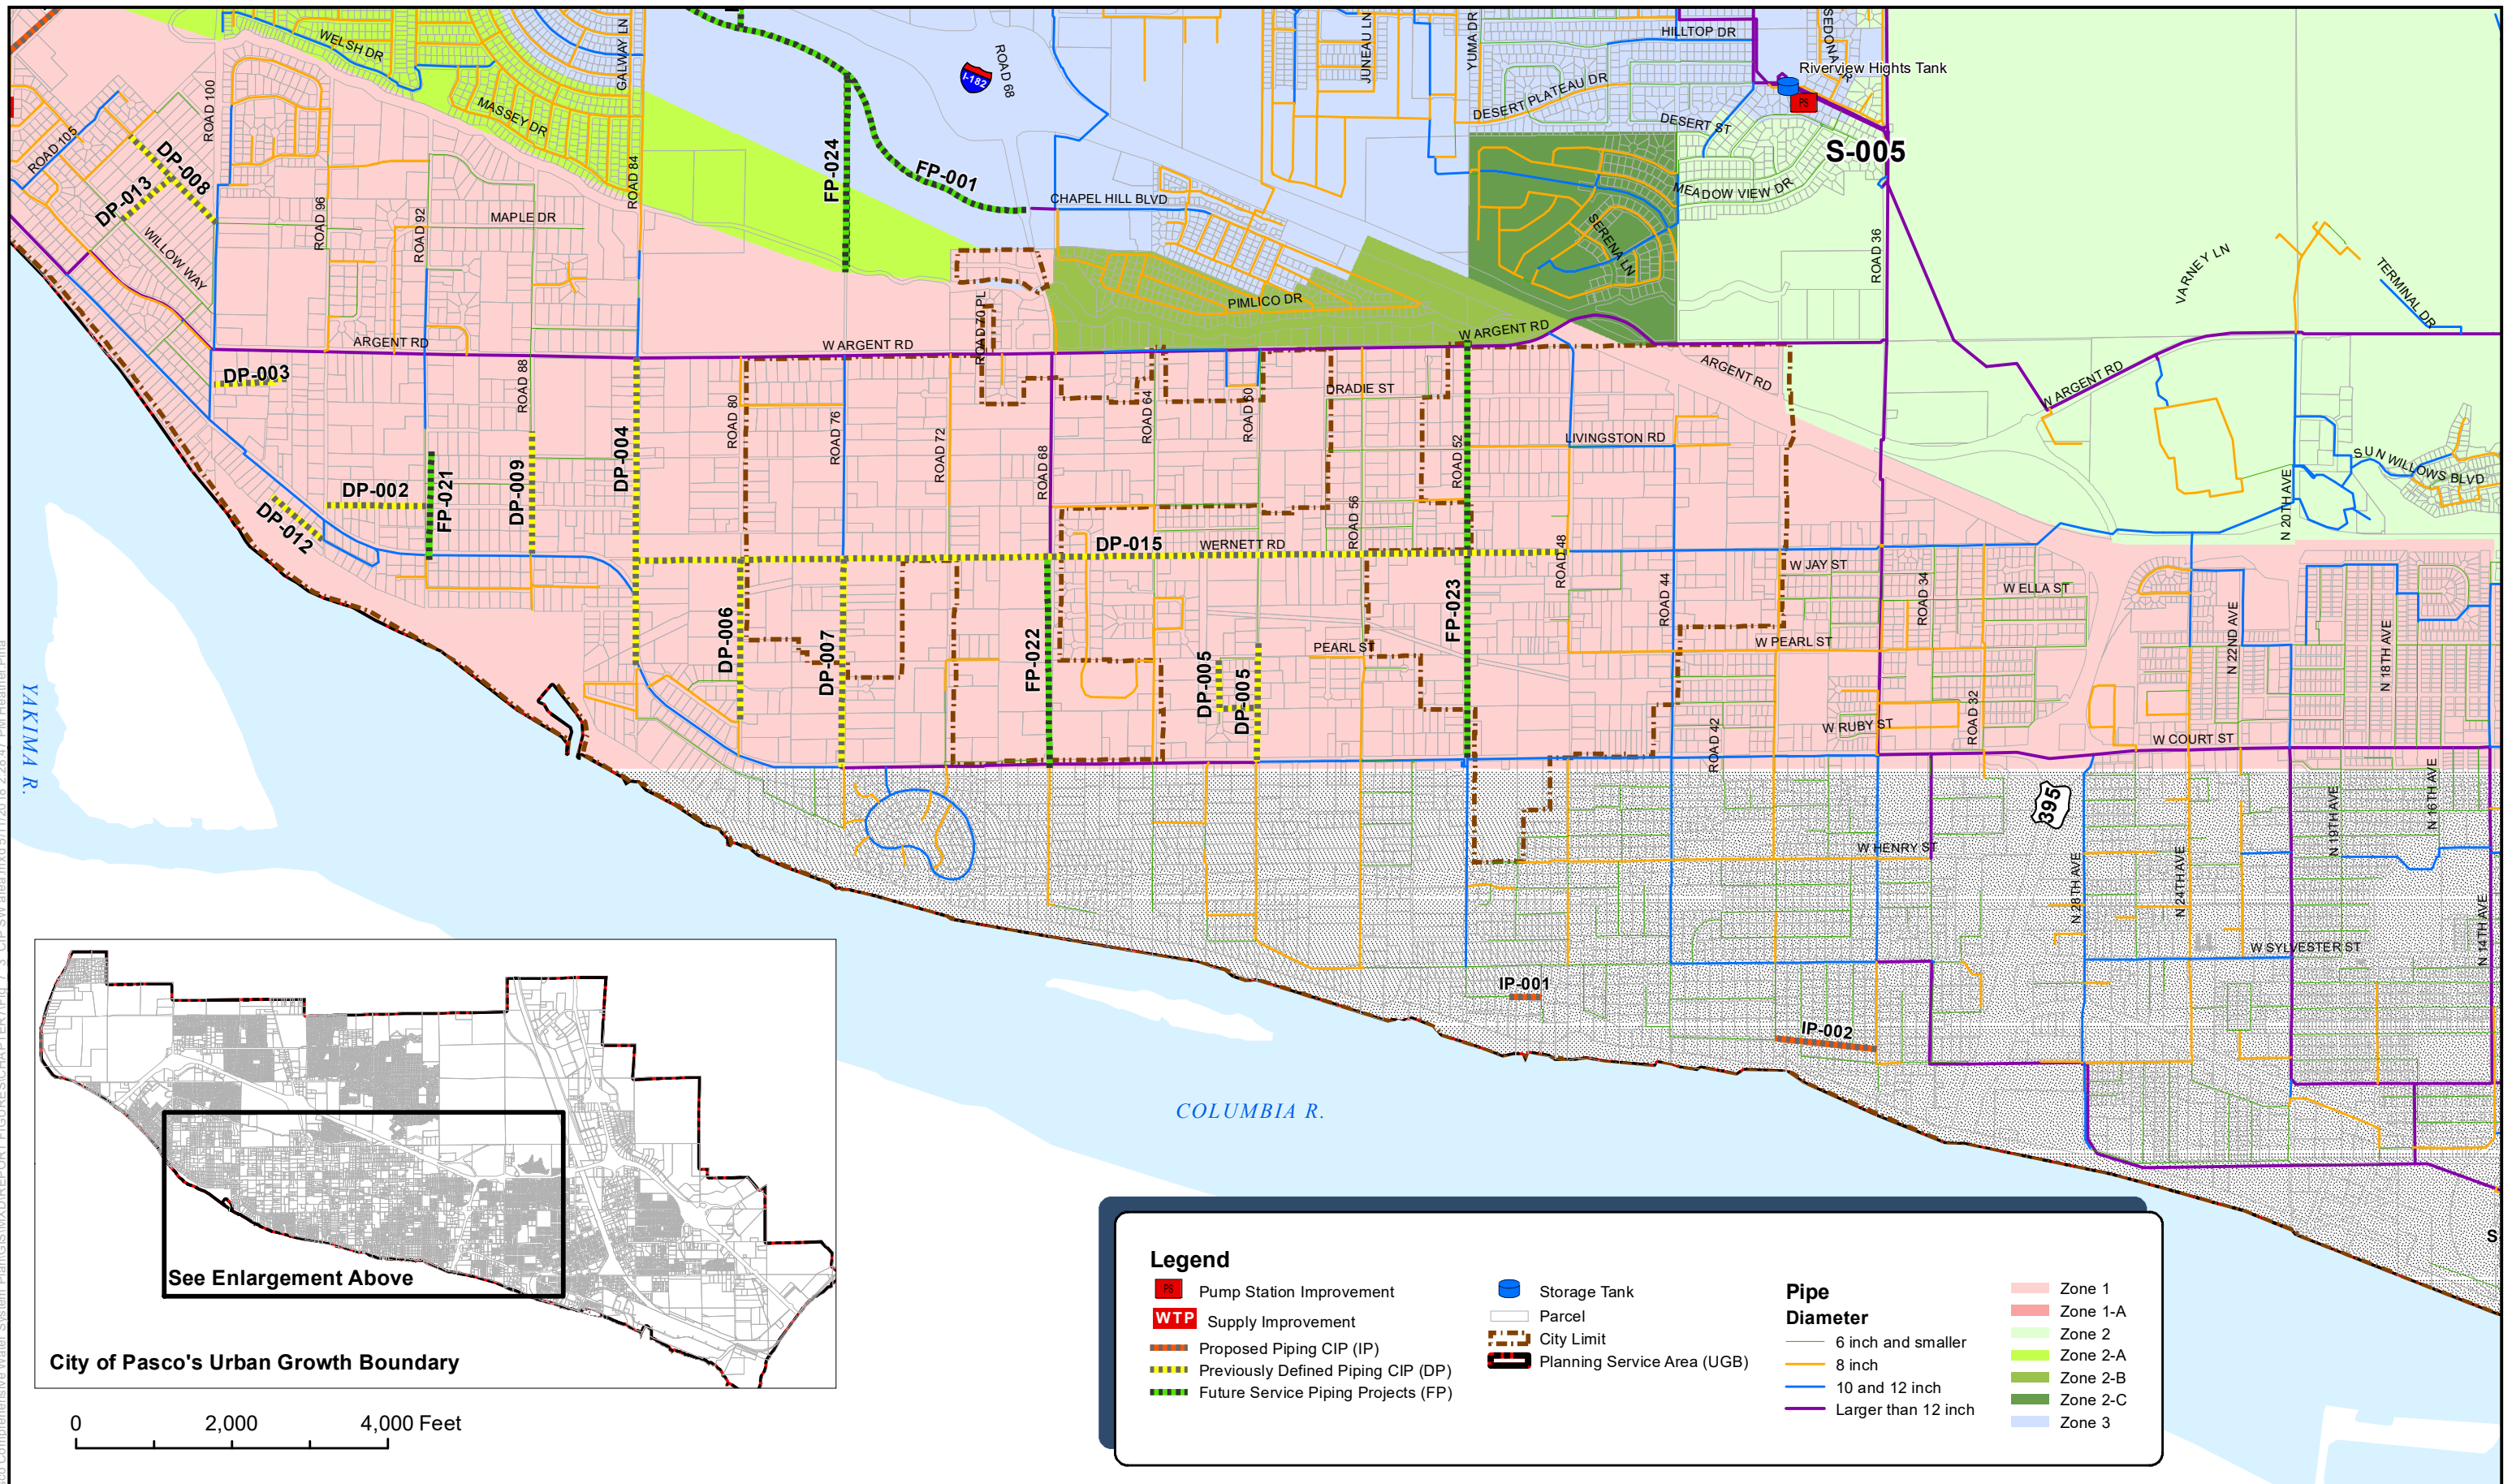 WELSH DR
GALWAY LN
ROAD 68
I-182
JUNEAU LN
YUMA DR
HILLTOP DR
Riverview Hights Tank
PS
DESERT PLATEAU DR
DESERT ST
S-005
MEADOW VIEW DR
MASSEY DR
ROAD 100
ROAD 105
DP-008
DP-013
WILLOW WAY
ROAD 96
ROAD 92
MAPLE DR
ROAD 84
FP-024
FP-001
CHAPEL HILL BLVD
SERENA LN
ROAD 36
VARNEY LN
TERMINAL DR
PIMLICO DR
ROAD 70 PL
W ARGENT RD
ARGENT RD
W ARGENT RD
ARGENT RD
W ARGENT RD
DP-003
ROAD 88
ROAD 80
ROAD 76
ROAD 72
ROAD 68
ROAD 64
ROAD 60
DRADIE ST
ROAD 52
LIVINGSTON RD
SUN WILLOWS BLVD
N 20TH AVE
DP-002
FP-021
DP-009
DP-004
DP-012
DP-015
WERNETT RD
ROAD 56
ROAD 48
W JAY ST
ROAD 44
ROAD 34
W ELLA ST
DP-006
DP-007
FP-022
DP-005
DP-005
PEARL ST
FP-023
W PEARL ST
N 22ND AVE
N 18TH AVE
W RUBY ST
ROAD 42
ROAD 32
W COURT ST
395
N 19TH AVE
N 16TH AVE
W HENRY ST
N 28TH AVE
N 24TH AVE
W SYLVESTER ST
N 14TH AVE
IP-001
IP-002
YAKIMA R.
COLUMBIA R.
See Enlargement Above
City of Pasco's Urban Growth Boundary
0 2,000 4,000 Feet
Legend
PS Pump Station Improvement
WTP Supply Improvement
Proposed Piping CIP (IP)
Previously Defined Piping CIP (DP)
Future Service Piping Projects (FP)
Storage Tank
Parcel
City Limit
Planning Service Area (UGB)
Pipe
Diameter
6 inch and smaller
8 inch
10 and 12 inch
Larger than 12 inch
Zone 1
Zone 1-A
Zone 2
Zone 2-A
Zone 2-B
Zone 2-C
Zone 3